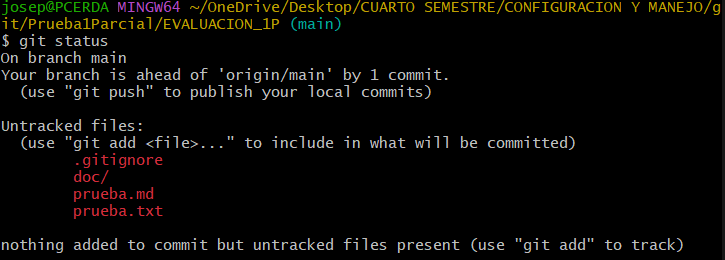 josep@PCERDA MINGW64 ~/OneDrive/Desktop/CUARTO SEMESTRE/CONFIGURACION Y MANEJO/g
it/Prueba1Parcial/EVALUACION_1P (main)
$ git status
On branch main
Your branch is ahead of 'origin/main' by 1 commit.
  (use "git push" to publish your local commits)

Untracked files:
  (use "git add <file>..." to include in what will be committed)
        .gitignore
        doc/
        prueba.md
        prueba.txt

nothing added to commit but untracked files present (use "git add" to track)